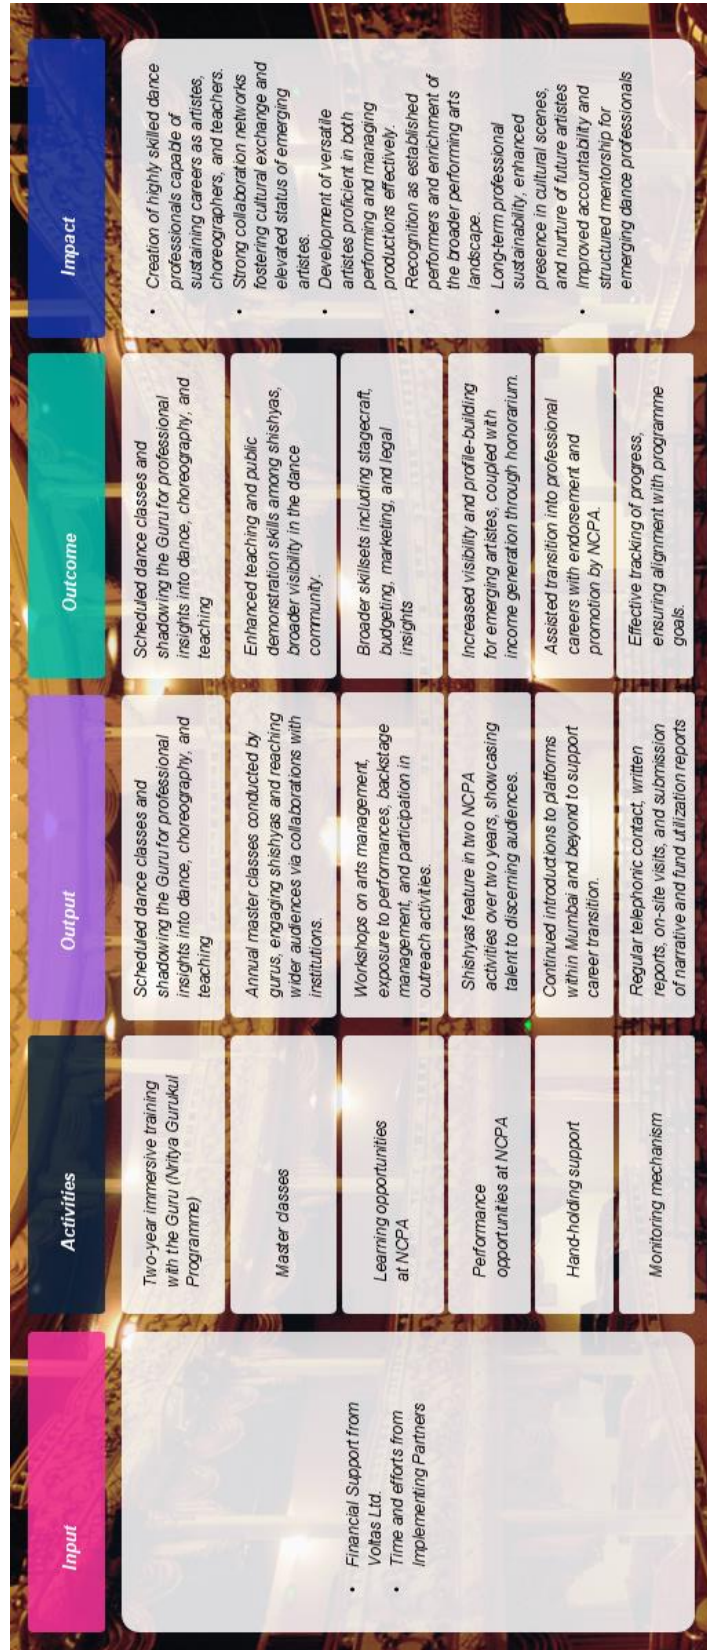 Input
Activities
Output
Outcome
Impact
• Financial Support from
Voltas Ltd.
• Time and efforts from
Implementing Partners
Two-year immersive training
with the Guru (Nritya Gurukul
Programme)
Scheduled dance classes and
shadowing the Guru for professional
insights into dance, choreography, and
teaching
Scheduled dance classes and
shadowing the Guru for professional
insights into dance, choreography, and
teaching
Master classes
Annual master classes conducted by
gurus, engaging shishyas and reaching
wider audiences via collaborations with
institutions.
Enhanced teaching and public
demonstration skills among shishyas,
broader visibility in the dance
community.
Learning opportunities
at NCPA
Workshops on arts management,
exposure to performances, backstage
management, and participation in
outreach activities.
Broader skillsets including stagecraft,
budgeting, marketing, and legal
insights
Performance
opportunities at NCPA
Shishyas feature in two NCPA
activities over two years, showcasing
talent to discerning audiences.
Increased visibility and profile-building
for emerging artistes, coupled with
income generation through honorarium.
Hand-holding support
Continued introductions to platforms
within Mumbai and beyond to support
career transition.
Assisted transition into professional
careers with endorsement and
promotion by NCPA.
Monitoring mechanism
Regular telephonic contact, written
reports, on-site visits, and submission
of narrative and fund utilization reports
Effective tracking of progress,
ensuring alignment with programme
goals.
• Creation of highly skilled dance
professionals capable of
sustaining careers as artistes,
choreographers, and teachers.
• Strong collaboration networks
fostering cultural exchange and
elevated status of emerging
artistes.
• Development of versatile
artistes proficient in both
performing and managing
productions effectively.
• Recognition as established
performers and enrichment of
the broader performing arts
landscape.
• Long-term professional
sustainability, enhanced
presence in cultural scenes,
and nurture of future artistes
• Improved accountability and
structured mentorship for
emerging dance professionals